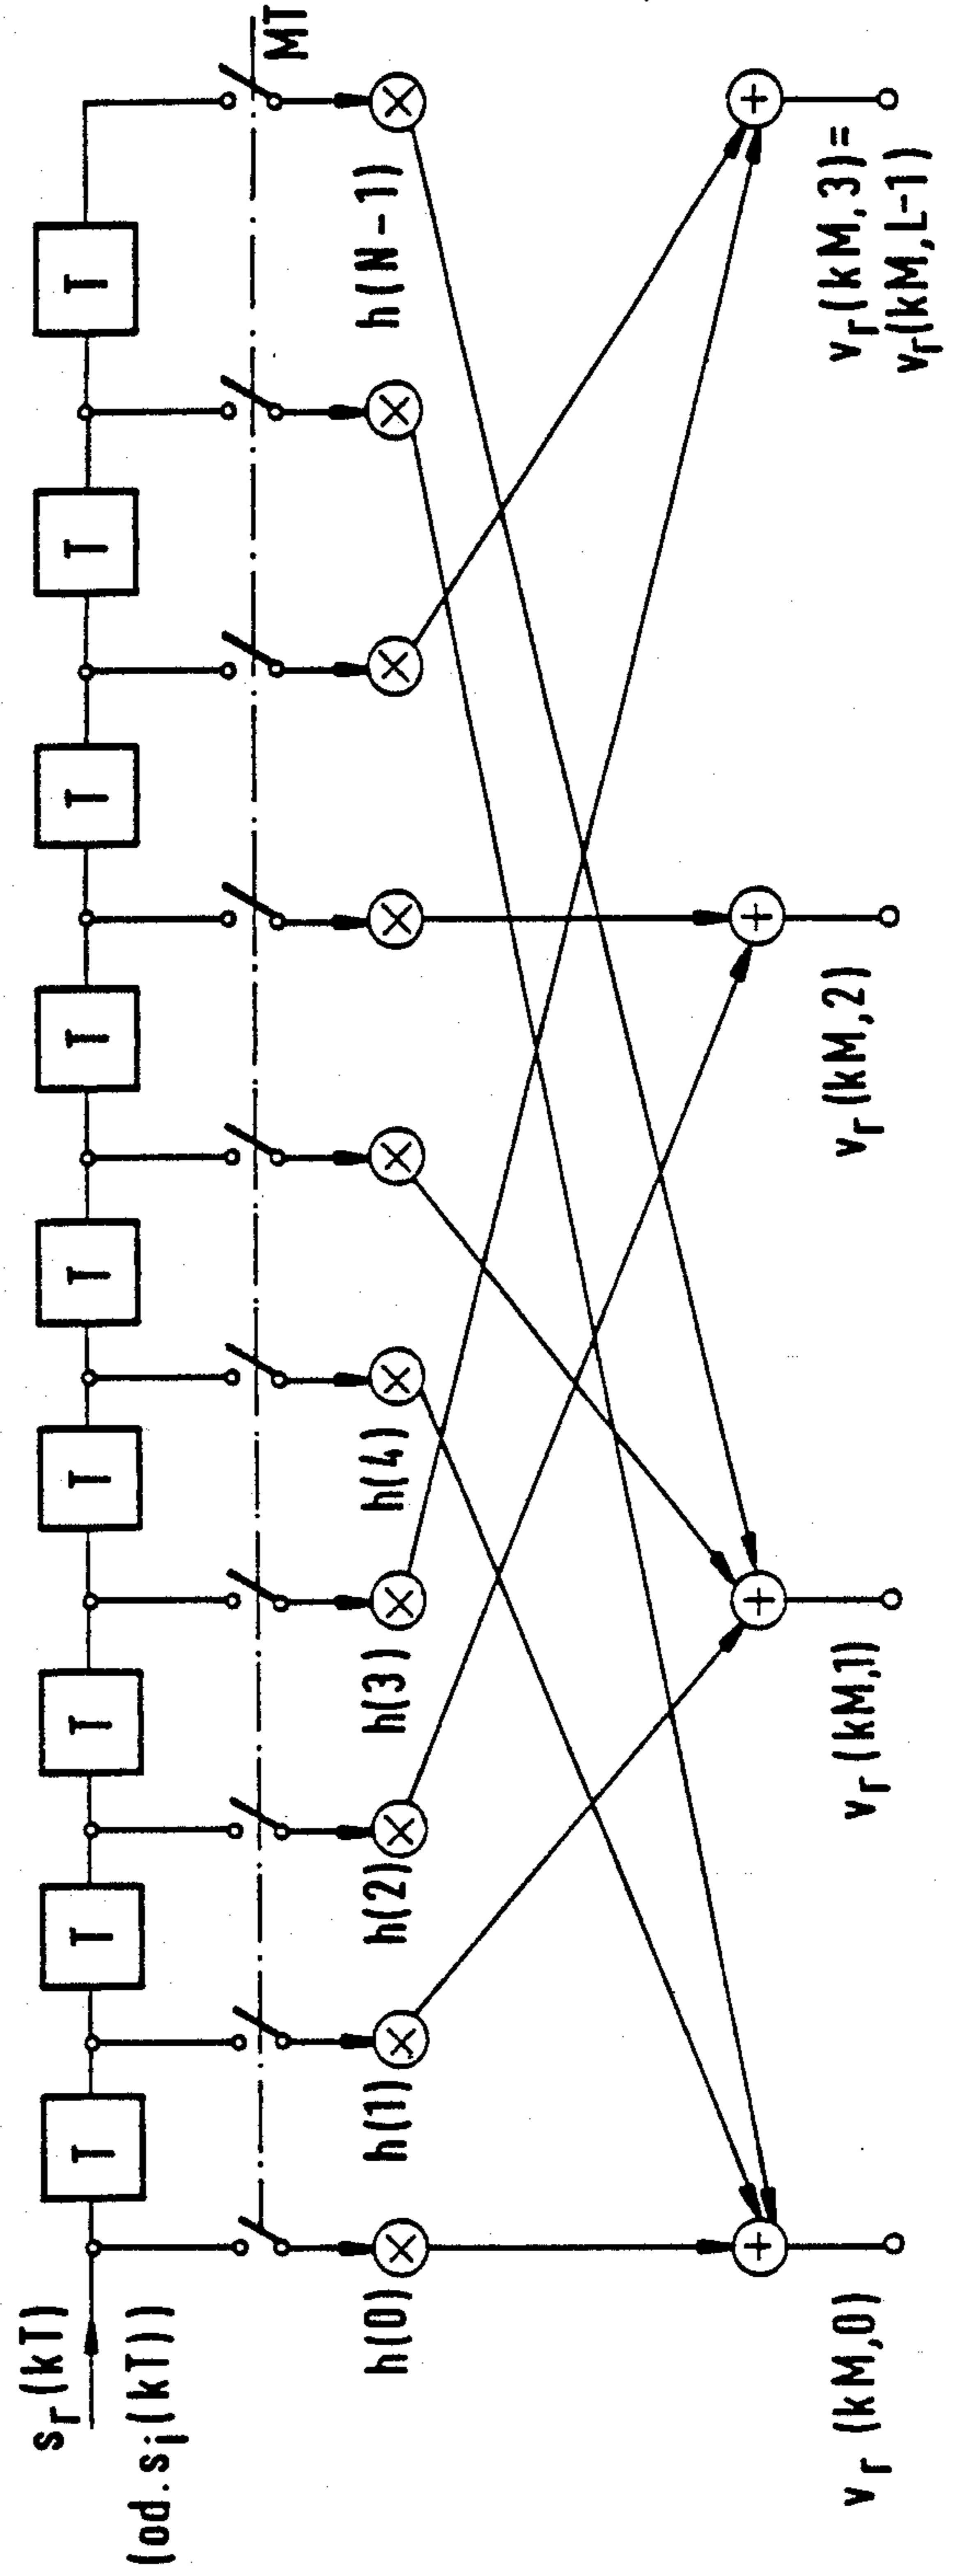 s_r(kT)
(od. s_i(kT))
T T T T T T T T T
MT
h(0) h(1) h(2) h(3) h(4) h(N-1)
v_r(kM,0) v_r(kM,1) v_r(kM,2) v_r(kM,3)=
v_r(kM,L-1)